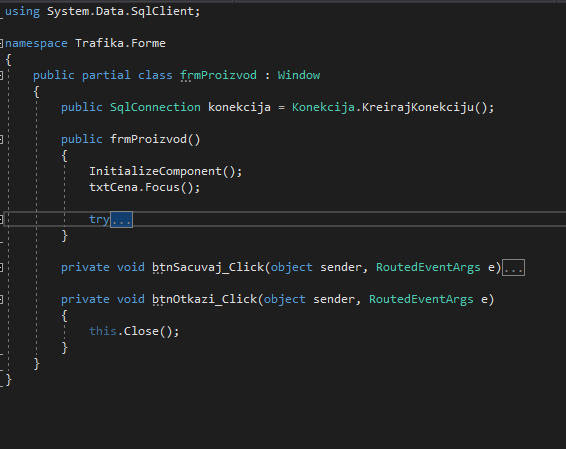 using System.Data.SqlClient;
namespace Trafika.Forme
{
public partial class frmProizvod : Window
{
public SqlConnection konekcija = Konekcija.KreirajKonekciju();
public frmProizvod()
{
InitializeComponent();
txtCena.Focus();
try...
}
private void btnSacuvaj_Click(object sender, RoutedEventArgs e)...
private void btnOtkazi_Click(object sender, RoutedEventArgs e)
{
this.Close();
}
}
}